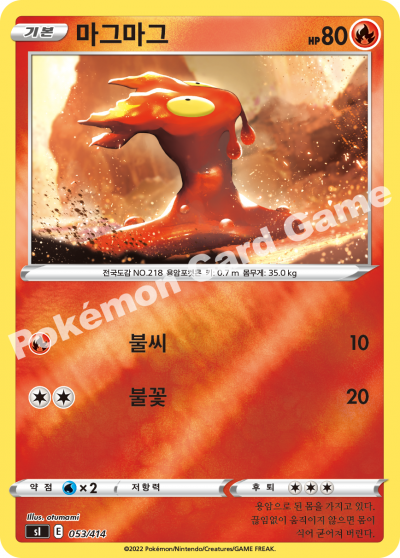 기본 마그마그 HP 80
전국도감 NO.218 용암포켓몬 키: 0.7 m 몸무게: 35.0 kg
Pokémon Card Game
불씨 10
불꽃 20
약점 ×2 저항력 후퇴
Illus. otumami
sI E 053/414
용암으로 된 몸을 가지고 있다.
끊임없이 움직이지 않으면 몸이
식어 굳어져 버린다.
©2022 Pokémon/Nintendo/Creatures/GAME FREAK.